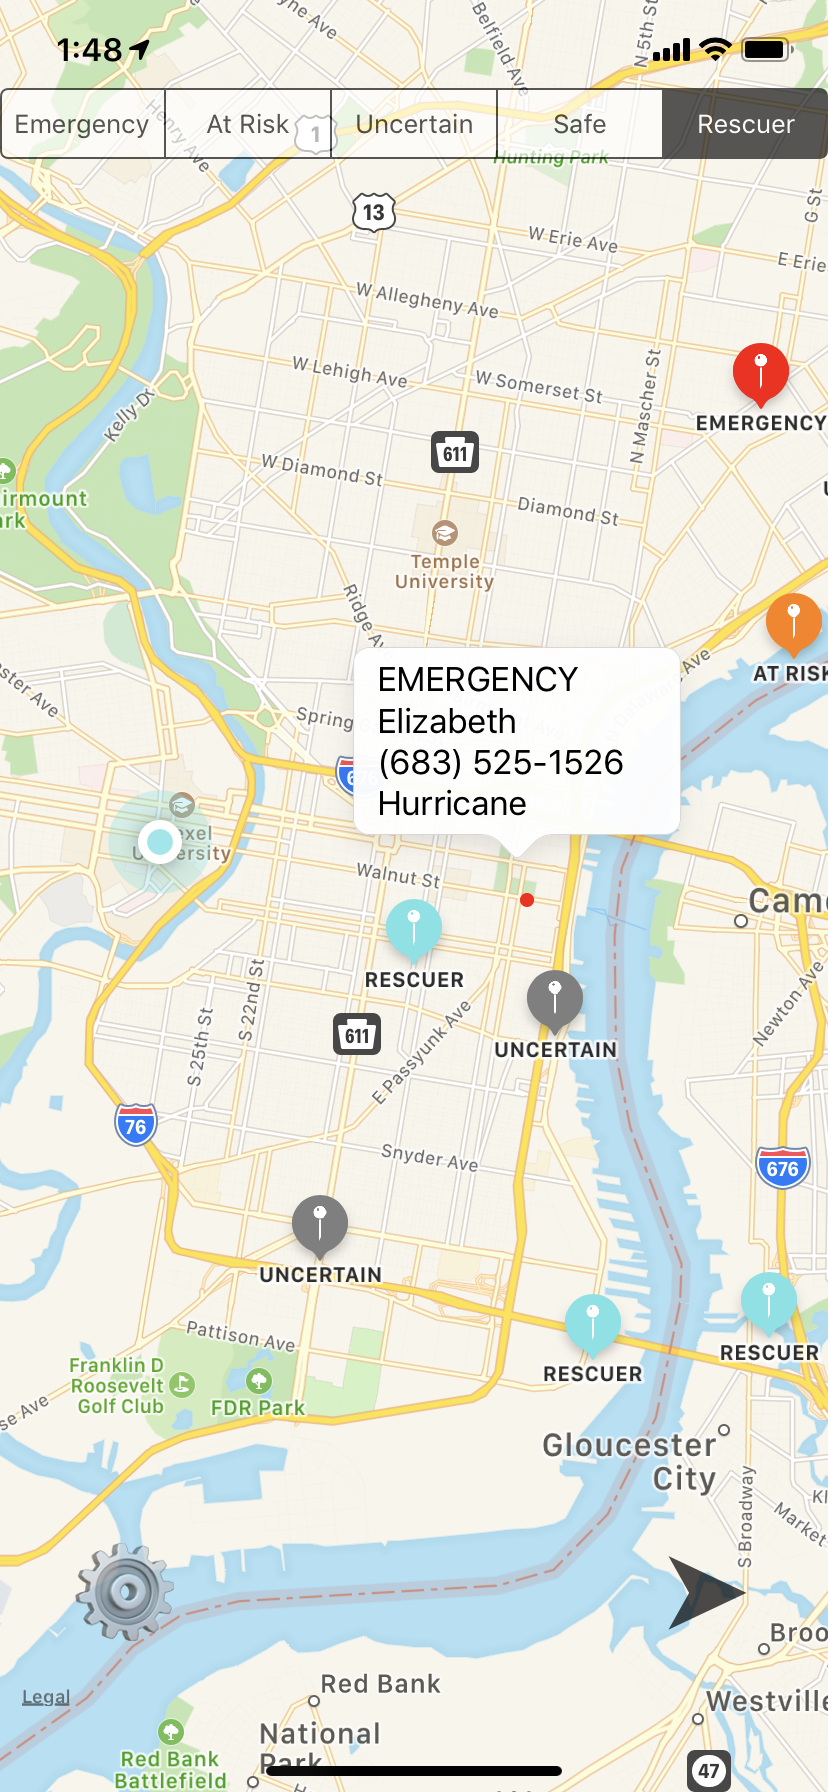 1:48
yne Ave
Belfield Ave
N 5th St
Emergency
At Risk
1
Uncertain
Safe
Rescuer
Henry Ave
Hunting Park
13
W Erie Ave
G St
E Erie
W Allegheny Ave
W Lehigh Ave
W Somerset St
N Mascher St
Kelly Dr
EMERGENCY
611
W Diamond St
Diamond St
irmount
rk
Temple
University
Ridge Av
AT RISK
Ave
ster Ave
EMERGENCY
Elizabeth
(683) 525-1526
Hurricane
Spring
exel
U ersity
Walnut St
Cam
RESCUER
UNCERTAIN
S 22nd St
S 25th St
611
E Passyunk Ave
Newton Ave
76
Snyder Ave
676
UNCERTAIN
RESCUER
RESCUER
Pattison Ave
Franklin D
Roosevelt
Golf Club
FDR Park
se Ave
Gloucester
City
S Broadway
Kl
Market
Broo
Red Bank
Legal
Westville
National
Park
Red Bank
Battlefield
47